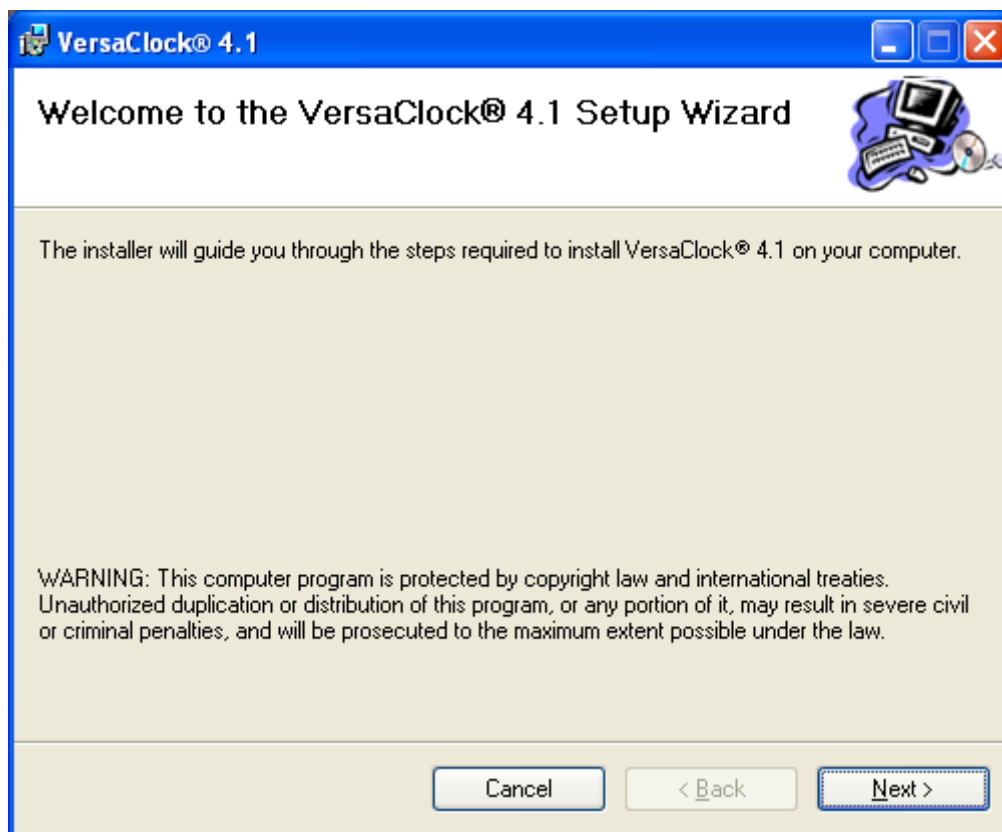 VersaClock® 4.1
Welcome to the VersaClock® 4.1 Setup Wizard
The installer will guide you through the steps required to install VersaClock® 4.1 on your computer.
WARNING: This computer program is protected by copyright law and international treaties.
Unauthorized duplication or distribution of this program, or any portion of it, may result in severe civil
or criminal penalties, and will be prosecuted to the maximum extent possible under the law.
Cancel
< Back
Next >